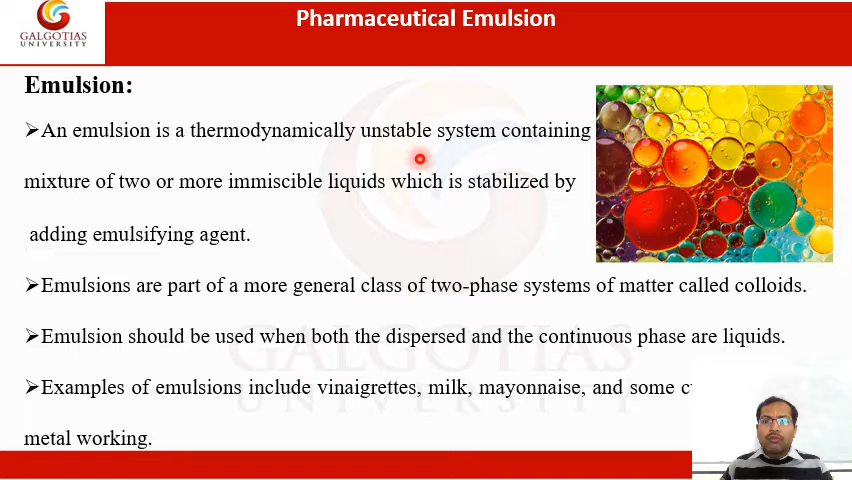 Pharmaceutical Emulsion
GALGOTIAS
UNIVERSITY
Emulsion:
➢An emulsion is a thermodynamically unstable system containing
mixture of two or more immiscible liquids which is stabilized by
adding emulsifying agent.
➢Emulsions are part of a more general class of two-phase systems of matter called colloids.
➢Emulsion should be used when both the dispersed and the continuous phase are liquids.
➢Examples of emulsions include vinaigrettes, milk, mayonnaise, and some
metal working.
GALGOTIAS
UNIVERSITY